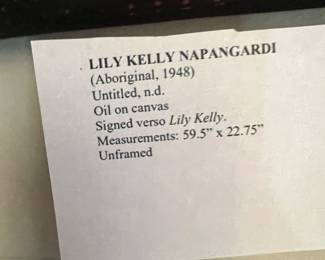 LILY KELLY NAPANGARDI
(Aboriginal, 1948)
Untitled, n.d.
Oil on canvas
Signed verso Lily Kelly.
Measurements: 59.5” x 22.75”
Unframed